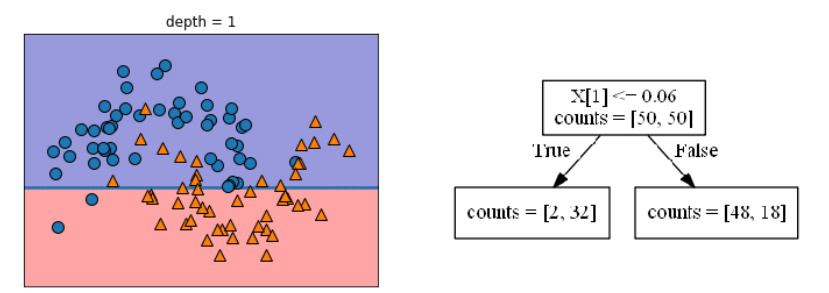 depth = 1
X[1] <= 0.06
counts = [50, 50]
True
False
counts = [2, 32]
counts = [48, 18]